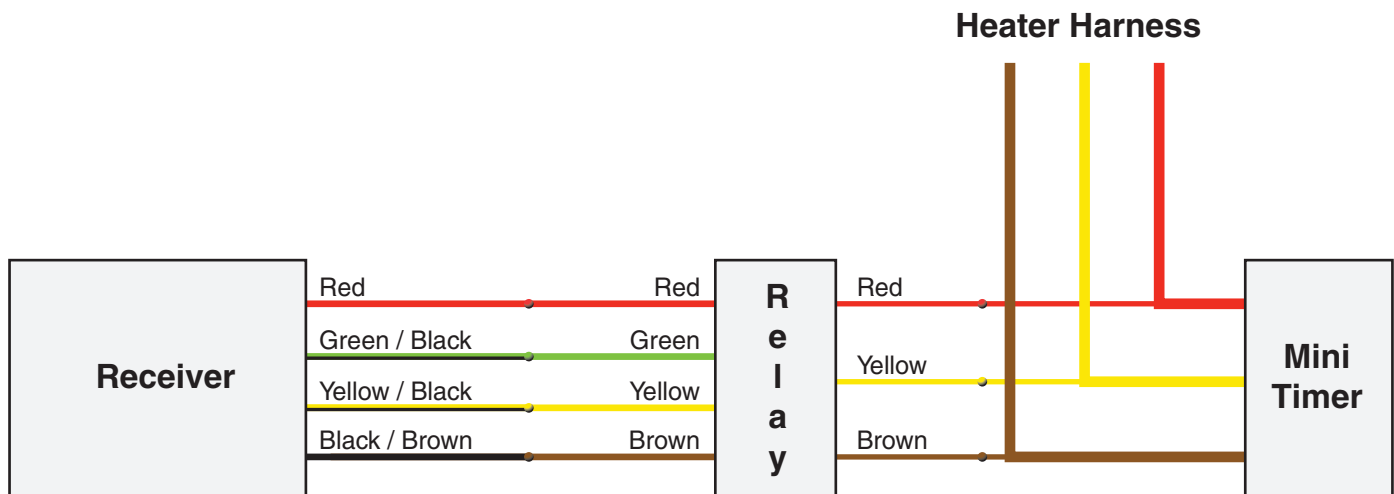 Heater Harness
Receiver
Red
Green / Black
Yellow / Black
Black / Brown
Red
Green
Yellow
Brown
Relay
Red
Yellow
Brown
Mini
Timer